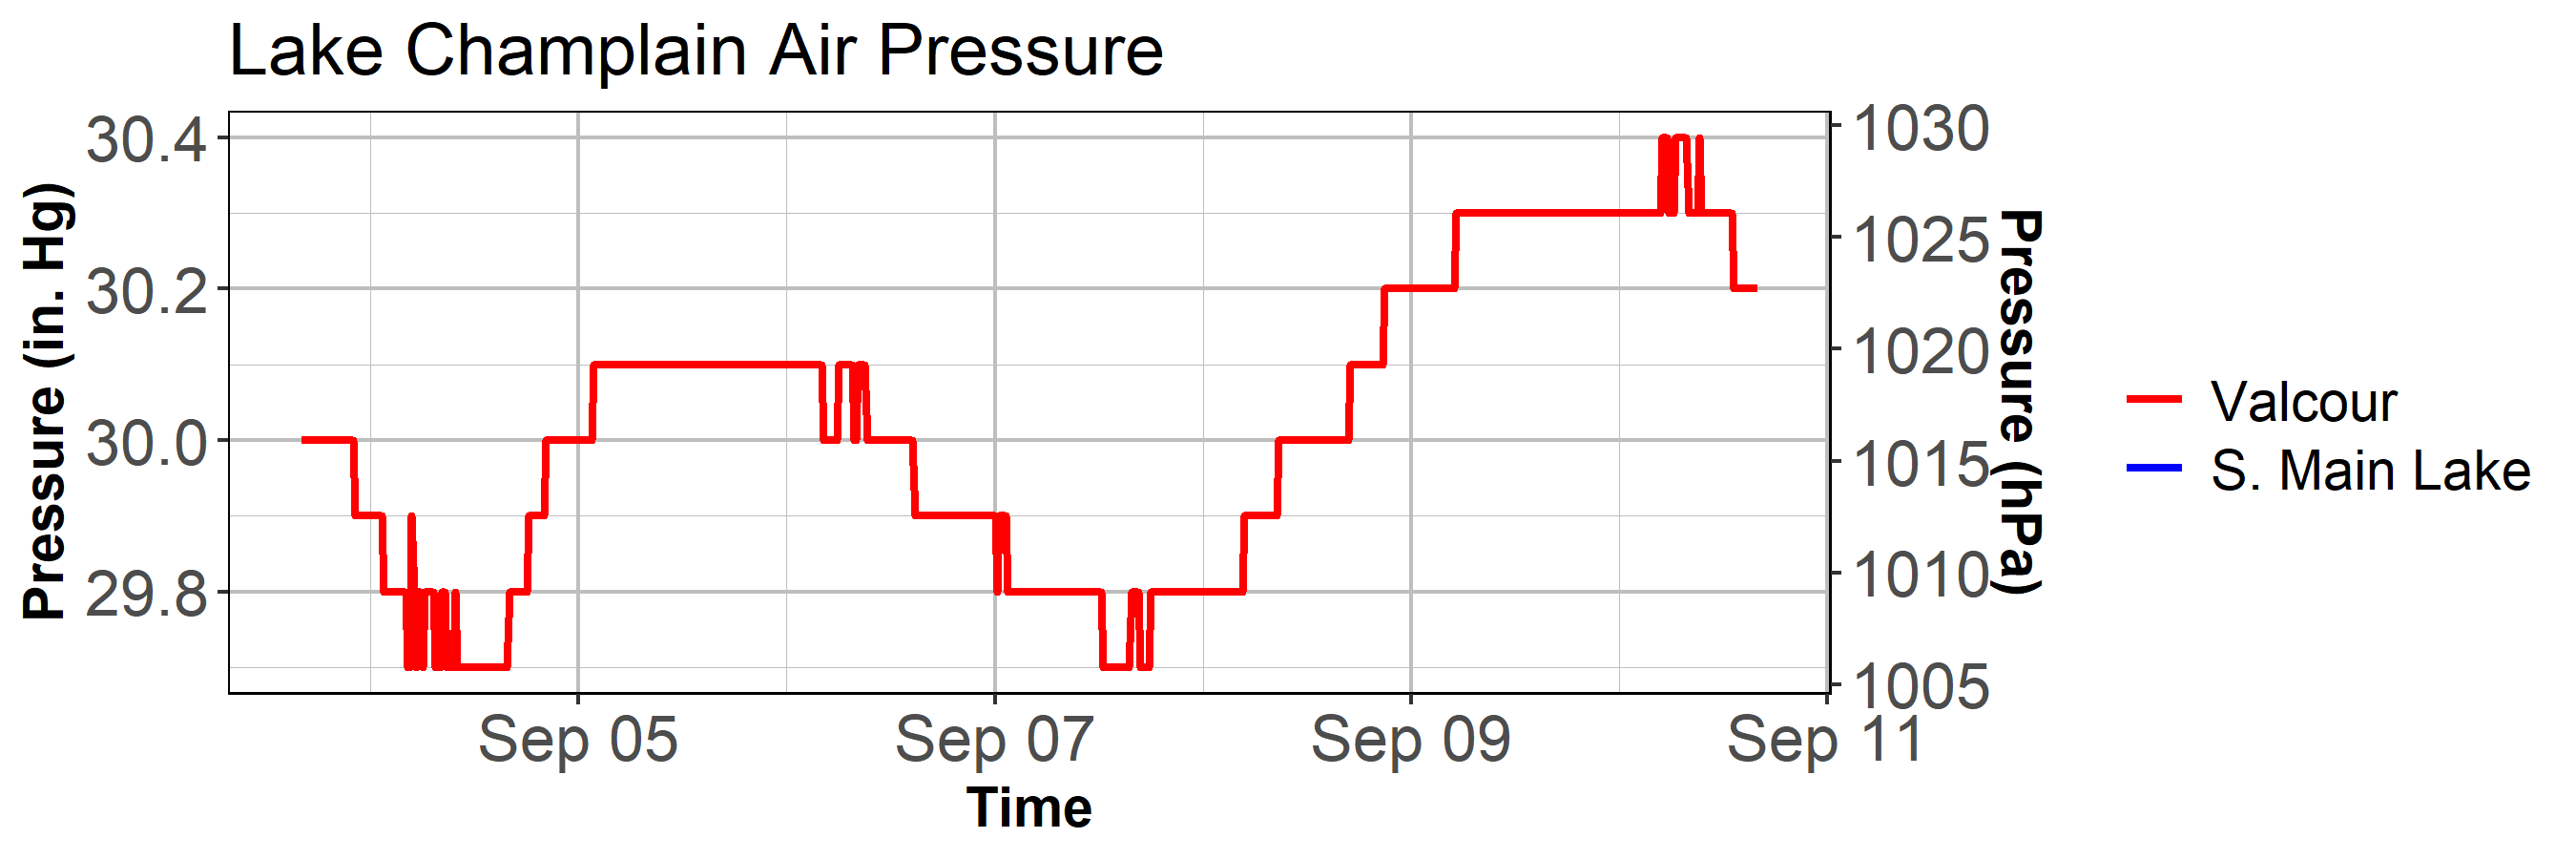 Lake Champlain Air Pressure
Pressure (in. Hg)
30.4
30.2
30.0
29.8
1030
1025
1020
1015
1010
1005
Pressure (hPa)
Sep 05
Sep 07
Sep 09
Sep 11
Time
Valcour
S. Main Lake